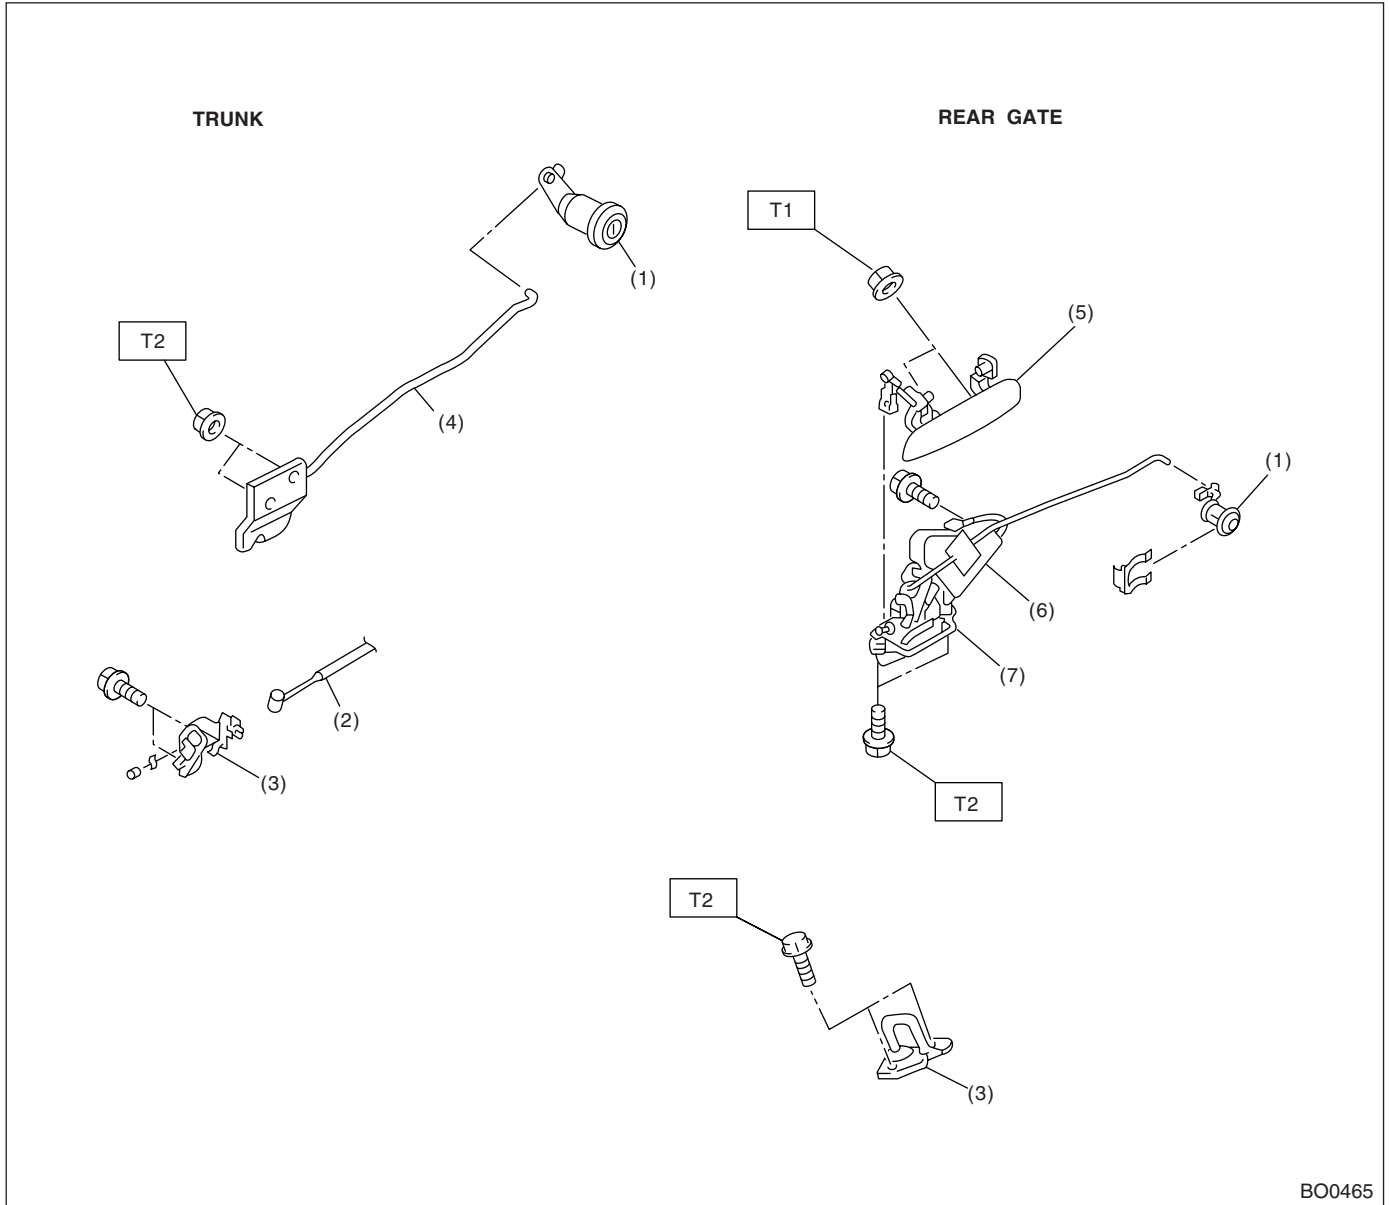 TRUNK
REAR GATE
T1
(1)
T2
(5)
(4)
(1)
(6)
(7)
(2)
(3)
T2
T2
(3)
BO0465